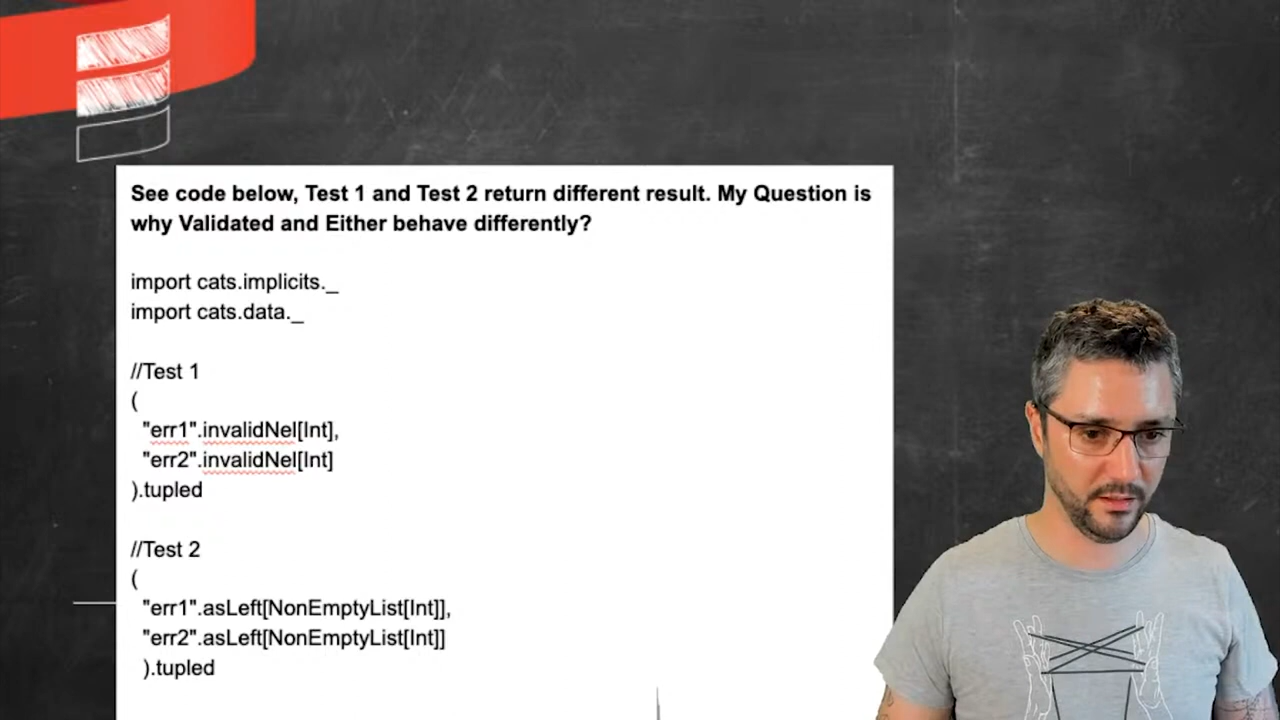 See code below, Test 1 and Test 2 return different result. My Question is
why Validated and Either behave differently?
import cats.implicits._
import cats.data._
//Test 1
(
"err1".invalidNel[Int],
"err2".invalidNel[Int]
).tupled
//Test 2
(
"err1".asLeft[NonEmptyList[Int]],
"err2".asLeft[NonEmptyList[Int]]
).tupled